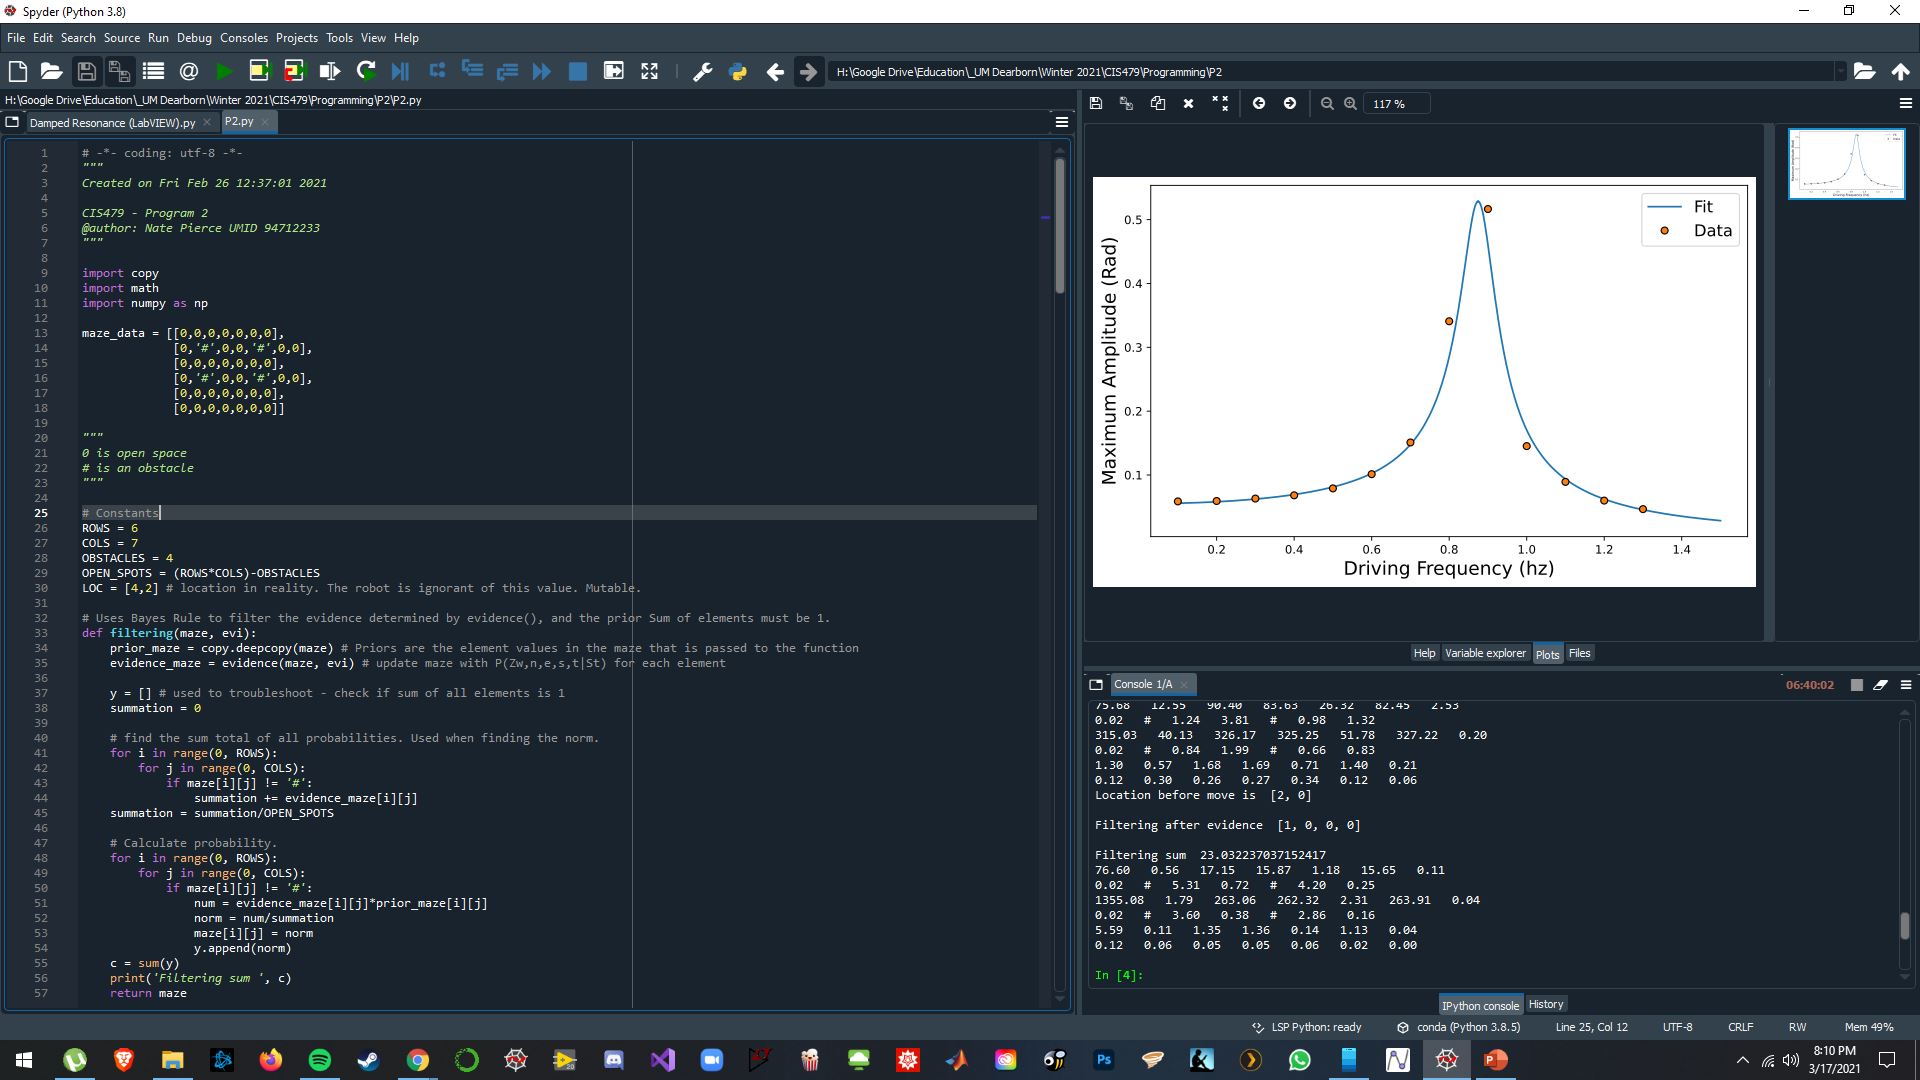 Spyder (Python 3.8)
File Edit Search Source Run Debug Consoles Projects Tools View Help
H:\Google Drive\Education\_UM Dearborn\Winter 2021\CIS479\Programming\P2
H:\Google Drive\Education\_UM Dearborn\Winter 2021\CIS479\Programming\P2\P2.py
Damped Resonance (LabVIEW).py P2.py
1 # -*- coding: utf-8 -*-
2 """
3 Created on Fri Feb 26 12:37:01 2021
4
5 CIS479 - Program 2
6 @author: Nate Pierce UMID 94712233
7 """
8
9 import copy
10 import math
11 import numpy as np
12
13 maze_data = [[0,0,0,0,0,0,0],
14 [0,'#',0,0,'#',0,0],
15 [0,0,0,0,0,0,0],
16 [0,'#',0,0,'#',0,0],
17 [0,0,0,0,0,0,0],
18 [0,0,0,0,0,0,0]]
19
20 """
21 0 is open space
22 # is an obstacle
23 """
24
25 # Constants
26 ROWS = 6
27 COLS = 7
28 OBSTACLES = 4
29 OPEN_SPOTS = (ROWS*COLS)-OBSTACLES
30 LOC = [4,2] # location in reality. The robot is ignorant of this value. Mutable.
31
32 # Uses Bayes Rule to filter the evidence determined by evidence(), and the prior Sum of elements must be 1.
33 def filtering(maze, evi):
34 prior_maze = copy.deepcopy(maze) # Priors are the element values in the maze that is passed to the function
35 evidence_maze = evidence(maze, evi) # update maze with P(Zw,n,e,s,t|St) for each element
36
37 y = [] # used to troubleshoot - check if sum of all elements is 1
38 summation = 0
39
40 # find the sum total of all probabilities. Used when finding the norm.
41 for i in range(0, ROWS):
42 for j in range(0, COLS):
43 if maze[i][j] != '#':
44 summation += evidence_maze[i][j]
45 summation = summation/OPEN_SPOTS
46
47 # Calculate probability.
48 for i in range(0, ROWS):
49 for j in range(0, COLS):
50 if maze[i][j] != '#':
51 num = evidence_maze[i][j]*prior_maze[i][j]
52 norm = num/summation
53 maze[i][j] = norm
54 y.append(norm)
55 c = sum(y)
56 print('Filtering sum ', c)
57 return maze
117 %
0.5
0.4
0.3
0.2
0.1
Maximum Amplitude (Rad)
Fit
Data
0.2 0.4 0.6 0.8 1.0 1.2 1.4
Driving Frequency (hz)
Help Variable explorer Plots Files
Console 1/A
06:40:02
75.68 12.55 90.40 83.63 26.32 82.45 2.53
0.02 # 1.24 3.81 # 0.98 1.32
315.03 40.13 326.17 325.25 51.78 327.22 0.20
0.02 # 0.84 1.99 # 0.66 0.83
1.30 0.57 1.68 1.69 0.71 1.40 0.21
0.12 0.30 0.26 0.27 0.34 0.12 0.06
Location before move is [2, 0]
Filtering after evidence [1, 0, 0, 0]
Filtering sum 23.032237037152417
76.60 0.56 17.15 15.87 1.18 15.65 0.11
0.02 # 5.31 0.72 # 4.20 0.25
1355.08 1.79 263.06 262.32 2.31 263.91 0.04
0.02 # 3.60 0.38 # 2.86 0.16
5.59 0.11 1.35 1.36 0.14 1.13 0.04
0.12 0.06 0.05 0.05 0.06 0.02 0.00
In [4]:
IPython console History
LSP Python: ready conda (Python 3.8.5) Line 25, Col 12 UTF-8 CRLF RW Mem 49%
8:10 PM
3/17/2021